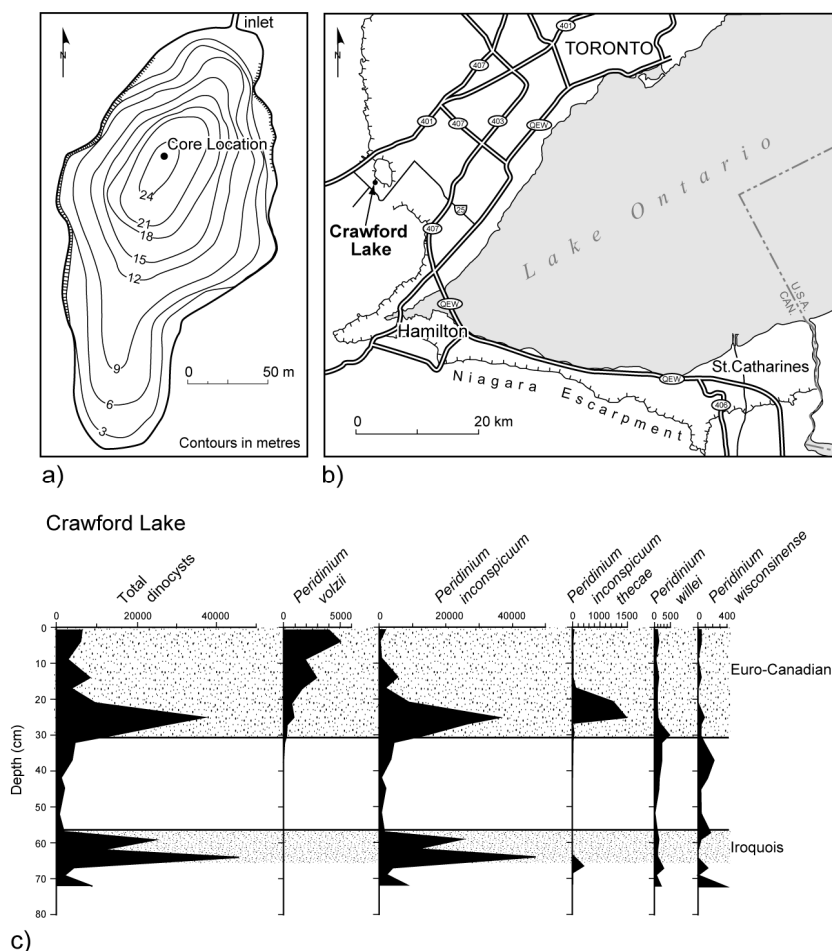 inlet
N
Core Location
24
21
18
15
12
9
6
3
0 50 m
Contours in metres
a)
N
TORONTO
401
407
401
407
403
QEW
25
Crawford
Lake
407
Lake Ontario
QEW
U.S.A.
CAN.
Hamilton
St.Catharines
QEW
406
Niagara Escarpment
0 20 km
b)
Crawford Lake
Total
dinocysts
Peridinium
volzii
Peridinium
inconspicuum
Peridinium
inconspicuum
thecae
Peridinium
willei
Peridinium
wisconsinense
0 20000 40000
0 5000
0 20000 40000
0 1000 1500
0 500
0 400
0
10
20
30
40
50
60
70
80
Depth (cm)
Euro-Canadian
Iroquois
c)